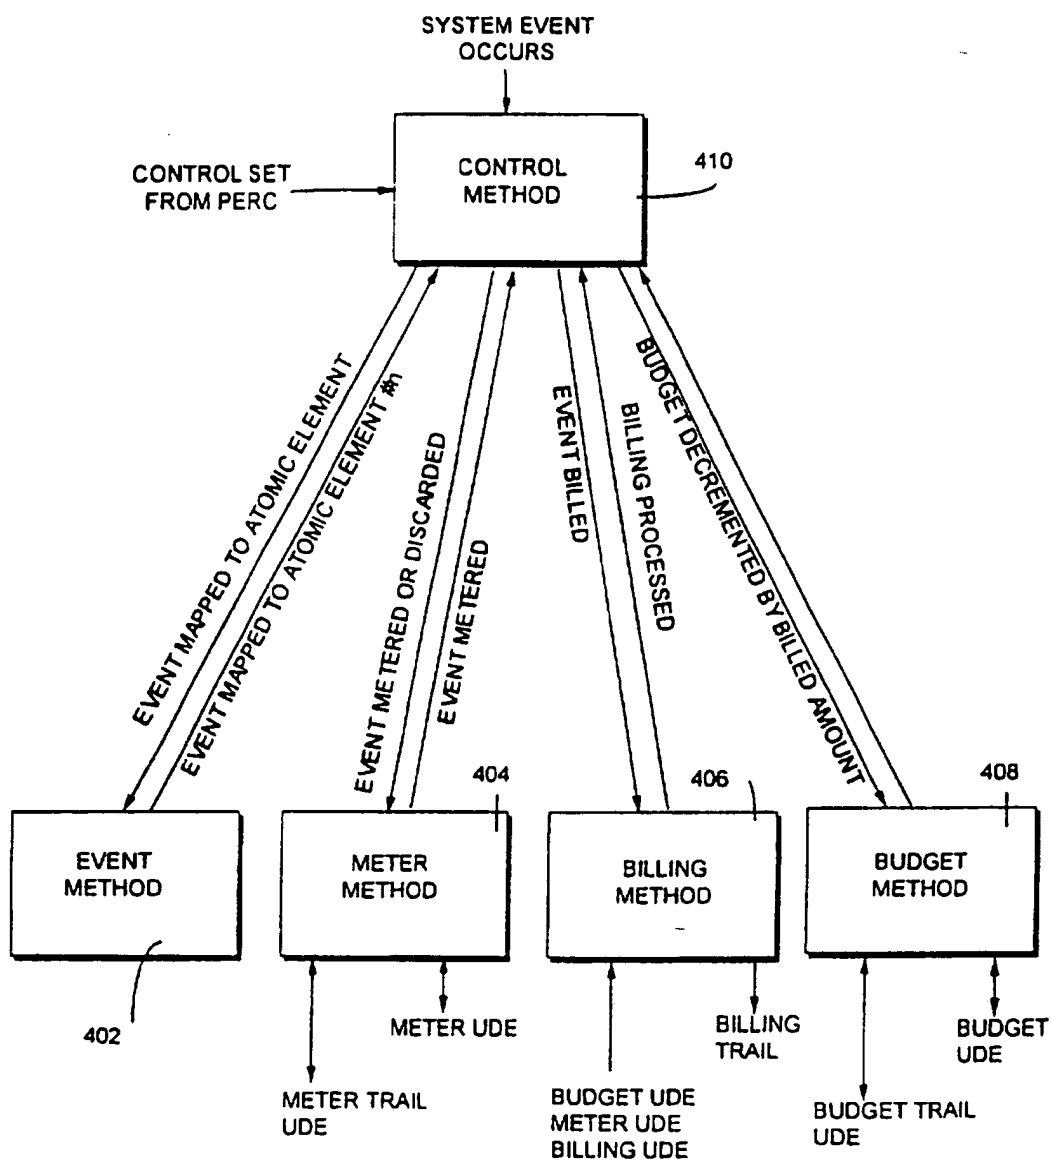 SYSTEM EVENT
OCCURS
CONTROL SET
FROM PERC
CONTROL
METHOD
410
EVENT MAPPED TO ATOMIC ELEMENT
EVENT MAPPED TO ATOMIC ELEMENT #n
EVENT METERED OR DISCARDED
EVENT METERED
EVENT BILLED
BILLING PROCESSED
BUDGET DECREMENTED BY BILLED AMOUNT
404
406
408
EVENT
METHOD
METER
METHOD
BILLING
METHOD
BUDGET
METHOD
402
METER UDE
METER TRAIL
UDE
BILLING
TRAIL
BUDGET UDE
METER UDE
BILLING UDE
BUDGET
UDE
BUDGET TRAIL
UDE